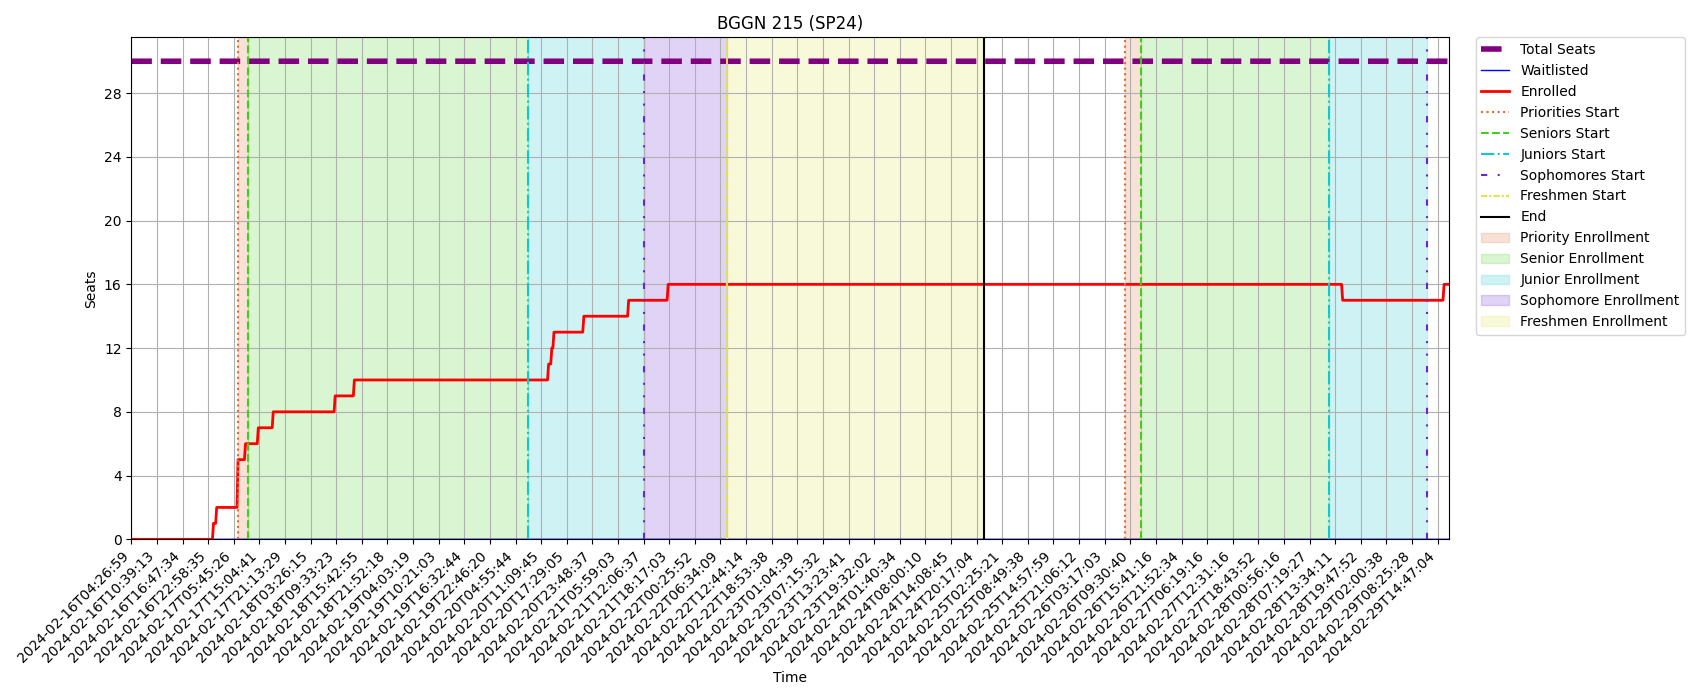 BGGN 215 (SP24)
Seats
28
24
20
16
12
8
4
0
2024-02-16T04:26:59
2024-02-16T10:39:13
2024-02-16T16:47:34
2024-02-16T22:58:35
2024-02-17T05:45:26
2024-02-17T15:04:41
2024-02-17T21:13:29
2024-02-18T03:26:15
2024-02-18T09:33:23
2024-02-18T15:42:55
2024-02-18T21:52:18
2024-02-19T04:03:19
2024-02-19T10:21:03
2024-02-19T16:32:44
2024-02-19T22:46:20
2024-02-20T04:55:44
2024-02-20T11:09:45
2024-02-20T17:29:05
2024-02-20T23:48:37
2024-02-21T05:59:03
2024-02-21T12:06:37
2024-02-21T18:17:03
2024-02-22T00:25:52
2024-02-22T06:34:09
2024-02-22T12:44:14
2024-02-22T18:53:38
2024-02-23T01:04:39
2024-02-23T07:15:32
2024-02-23T13:23:41
2024-02-23T19:32:02
2024-02-24T01:40:34
2024-02-24T08:00:10
2024-02-24T14:08:45
2024-02-24T20:17:04
2024-02-25T02:25:21
2024-02-25T08:49:38
2024-02-25T14:57:59
2024-02-25T21:06:12
2024-02-26T03:17:03
2024-02-26T09:30:40
2024-02-26T15:41:16
2024-02-26T21:52:34
2024-02-27T06:19:16
2024-02-27T12:31:16
2024-02-27T18:43:52
2024-02-28T00:56:16
2024-02-28T07:19:27
2024-02-28T13:34:11
2024-02-28T19:47:52
2024-02-29T02:00:38
2024-02-29T08:25:28
2024-02-29T14:47:04
Time
Total Seats
Waitlisted
Enrolled
Priorities Start
Seniors Start
Juniors Start
Sophomores Start
Freshmen Start
End
Priority Enrollment
Senior Enrollment
Junior Enrollment
Sophomore Enrollment
Freshmen Enrollment